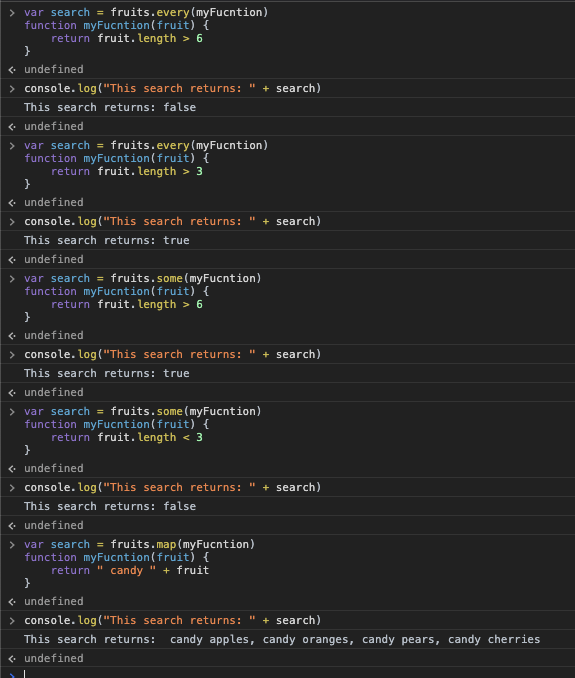 > var search = fruits.every(myFucntion)
function myFucntion(fruit) {
    return fruit.length > 6
}
undefined
> console.log("This search returns: " + search)
This search returns: false
undefined
> var search = fruits.every(myFucntion)
function myFucntion(fruit) {
    return fruit.length > 3
}
undefined
> console.log("This search returns: " + search)
This search returns: true
undefined
> var search = fruits.some(myFucntion)
function myFucntion(fruit) {
    return fruit.length > 6
}
undefined
> console.log("This search returns: " + search)
This search returns: true
undefined
> var search = fruits.some(myFucntion)
function myFucntion(fruit) {
    return fruit.length < 3
}
undefined
> console.log("This search returns: " + search)
This search returns: false
undefined
> var search = fruits.map(myFucntion)
function myFucntion(fruit) {
    return " candy " + fruit
}
undefined
> console.log("This search returns: " + search)
This search returns:  candy apples, candy oranges, candy pears, candy cherries
undefined
>